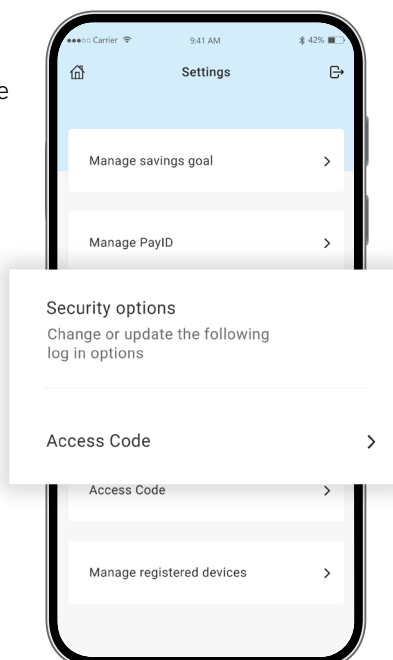 Carrier 9:41 AM 42%
Settings
e
Manage savings goal
Manage PayID
Security options
Change or update the following
log in options
Access Code
Access Code
Manage registered devices